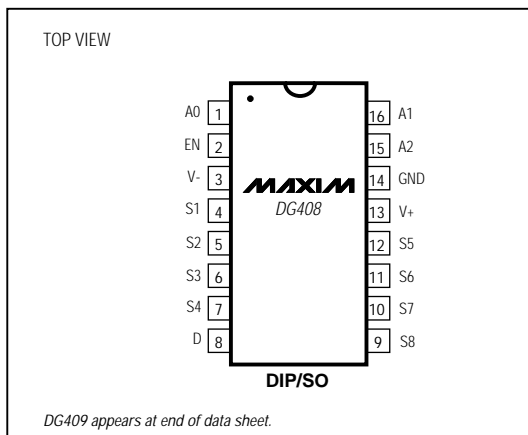 TOP VIEW
A0 1 16 A1
EN 2 15 A2
V- 3 MAXIM 14 GND
S1 4 DG408 13 V+
S2 5 12 S5
S3 6 11 S6
S4 7 10 S7
D 8 9 S8
DIP/SO
DG409 appears at end of data sheet.